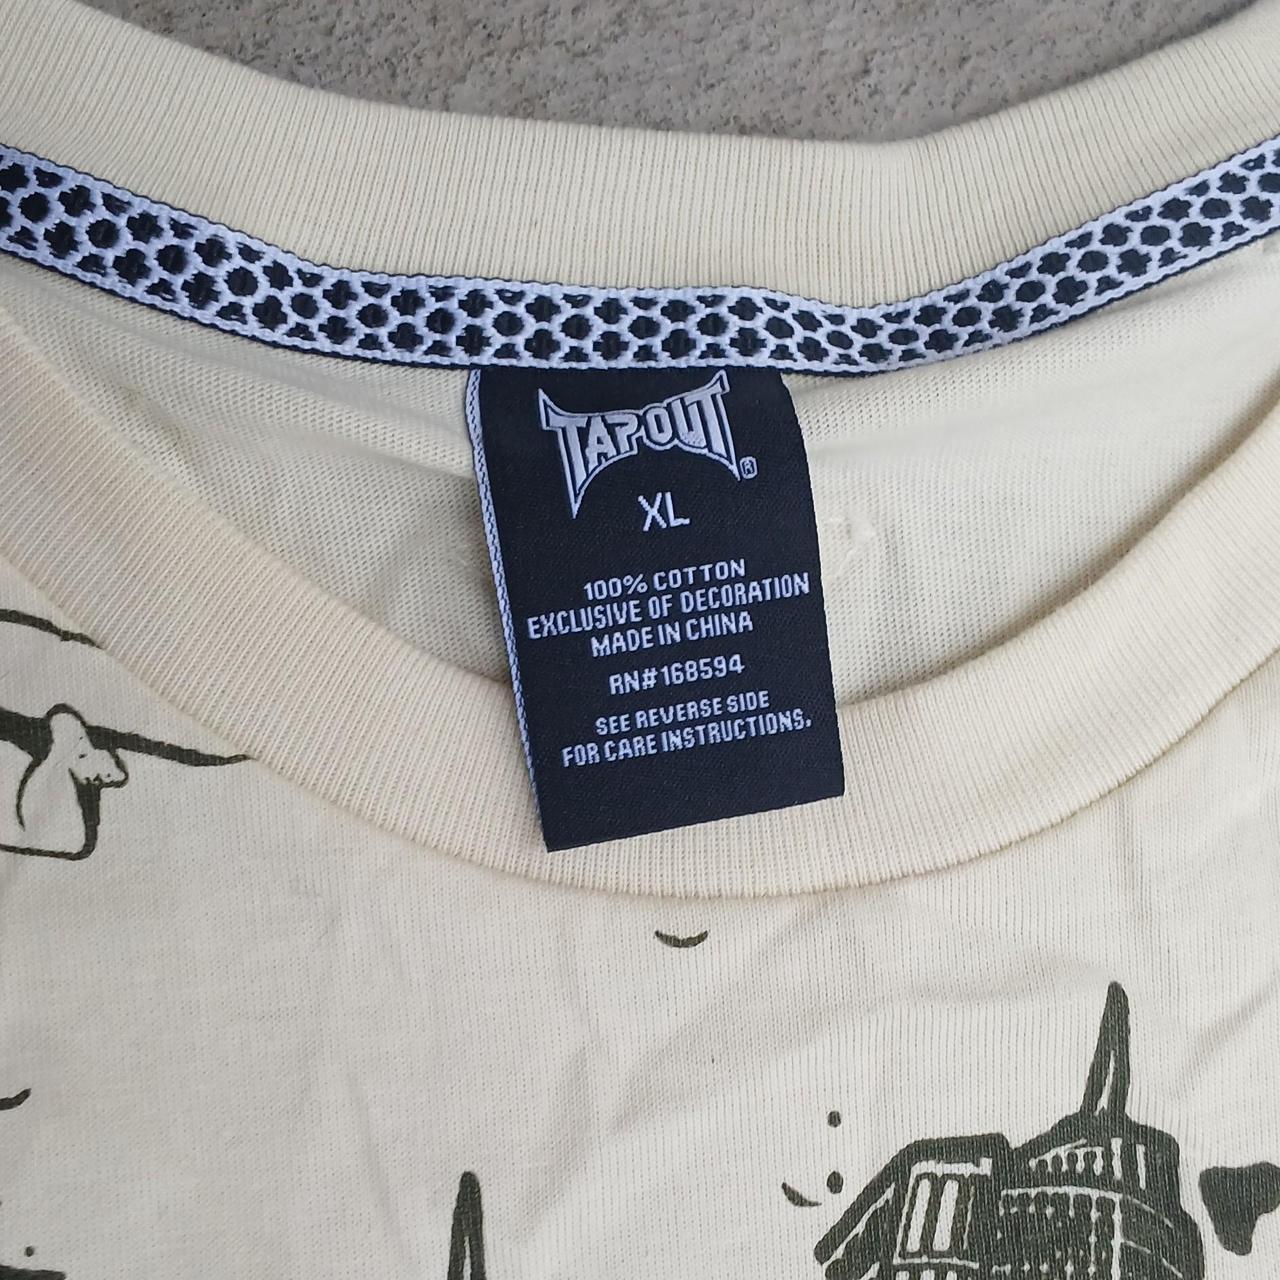 TAPOUT®
XL
100% COTTON
EXCLUSIVE OF DECORATION
MADE IN CHINA
RN#168594
SEE REVERSE SIDE
FOR CARE INSTRUCTIONS.